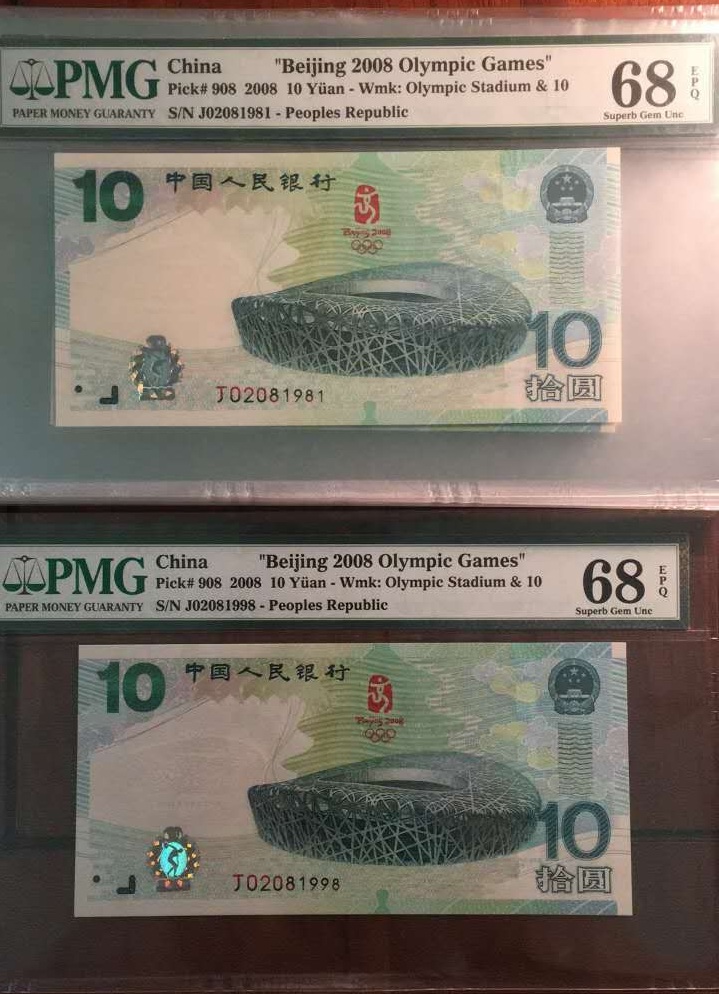 PMG
PAPER MONEY GUARANTY
China "Beijing 2008 Olympic Games"
Pick# 908 2008 10 Yüan - Wmk: Olympic Stadium & 10
S/N J02081981 - Peoples Republic
68 EPQ
Superb Gem Unc
10 中国人民银行
Beijing 2008
10
拾圆
J02081981
PMG
PAPER MONEY GUARANTY
China "Beijing 2008 Olympic Games"
Pick# 908 2008 10 Yüan - Wmk: Olympic Stadium & 10
S/N J02081998 - Peoples Republic
68 EPQ
Superb Gem Unc
10 中国人民银行
Beijing 2008
10
拾圆
J02081998